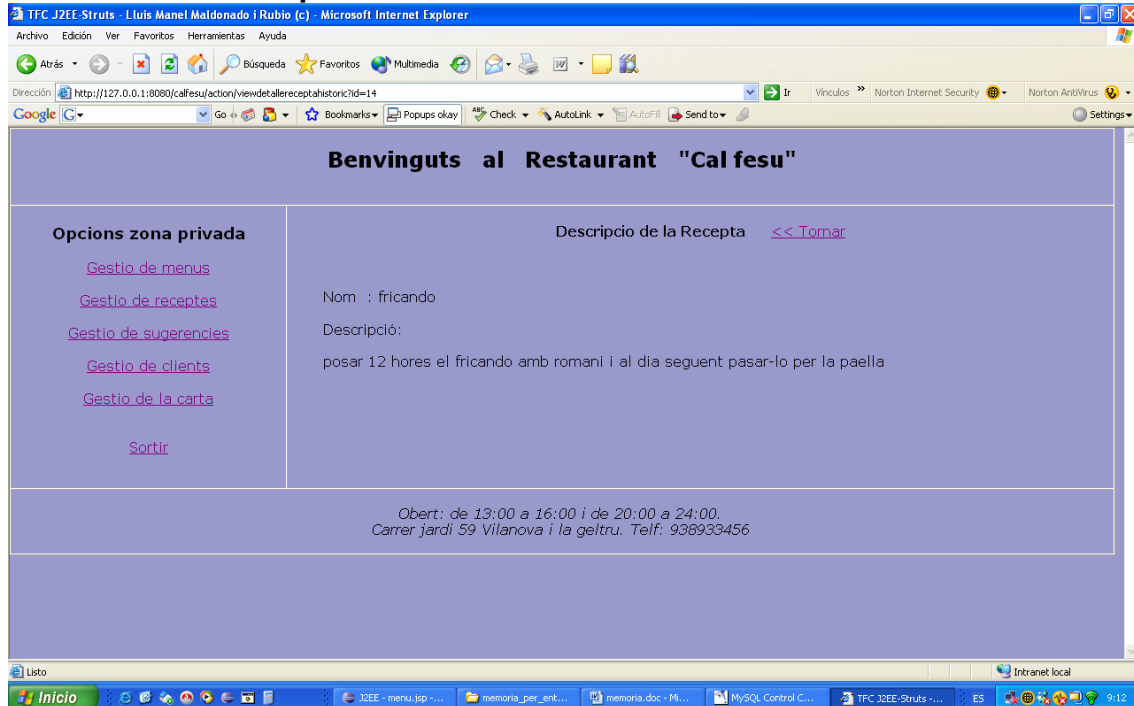 TFC J2EE-Struts - Lluis Manel Maldonado i Rubio (c) - Microsoft Internet Explorer
Archivo Edición Ver Favoritos Herramientas Ayuda
Atrás Búsqueda Favoritos Multimedia
Dirección http://127.0.0.1:8080/calfesu/action/viewdetallereceptahistoric?id=14 Ir Vínculos » Norton Internet Security Norton AntiVirus
Google G Go Bookmarks Popups okay Check AutoLink AutoFill Send to Settings
Benvinguts al Restaurant "Cal fesu"
Opcions zona privada
Gestio de menus
Gestio de receptes
Gestio de sugerencies
Gestio de clients
Gestio de la carta
Sortir
Descripcio de la Recepta << Tornar
Nom : fricando
Descripció:
posar 12 hores el fricando amb romani i al dia seguent pasar-lo per la paella
Obert: de 13:00 a 16:00 i de 20:00 a 24:00.
Carrer jardi 59 Vilanova i la geltru. Telf: 938933456
Listo Intranet local
Inicio J2EE - menu.jsp -... memoria_per_ent... memoria.doc - Mi... MySQL Control C... TFC J2EE-Struts -... ES 9:12